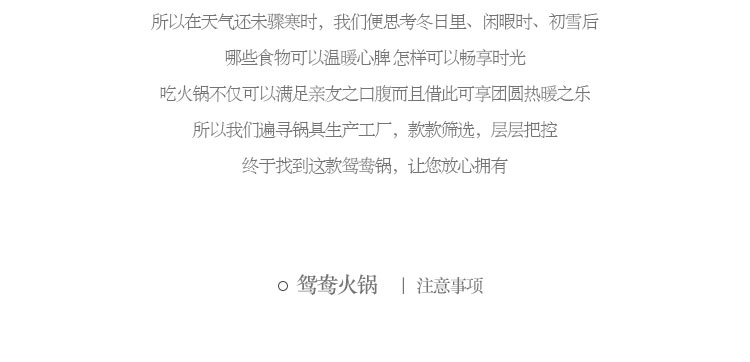 所以在天气还未骤寒时，我们便思考冬日里、闲暇时、初雪后
哪些食物可以温暖心脾 怎样可以畅享时光
吃火锅不仅可以满足亲友之口腹而且借此可享团圆热暖之乐
所以我们遍寻锅具生产工厂，款款筛选，层层把控
终于找到这款鸳鸯锅，让您放心拥有
○ 鸳鸯火锅 | 注意事项